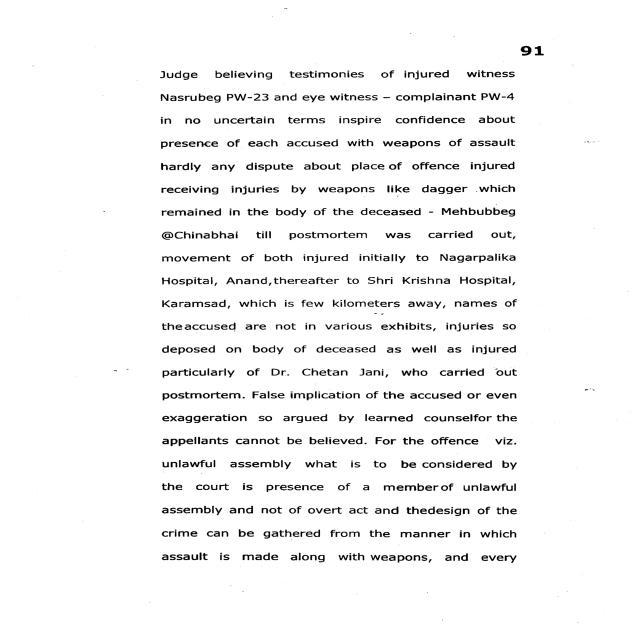 91
Judge believing testimonies of injured witness
Nasrubeg PW-23 and eye witness – complainant PW-4
in no uncertain terms inspire confidence about
presence of each accused with weapons of assault
hardly any dispute about place of offence injured
receiving injuries by weapons like dagger which
remained in the body of the deceased - Mehbubbeg
@Chinabhai till postmortem was carried out,
movement of both injured initially to Nagarpalika
Hospital, Anand,thereafter to Shri Krishna Hospital,
Karamsad, which is few kilometers away, names of
theaccused are not in various exhibits, injuries so
deposed on body of deceased as well as injured
particularly of Dr. Chetan Jani, who carried out
postmortem. False implication of the accused or even
exaggeration so argued by learned counselfor the
appellants cannot be believed. For the offence viz.
unlawful assembly what is to be considered by
the court is presence of a memberof unlawful
assembly and not of overt act and thedesign of the
crime can be gathered from the manner in which
assault is made along with weapons, and every